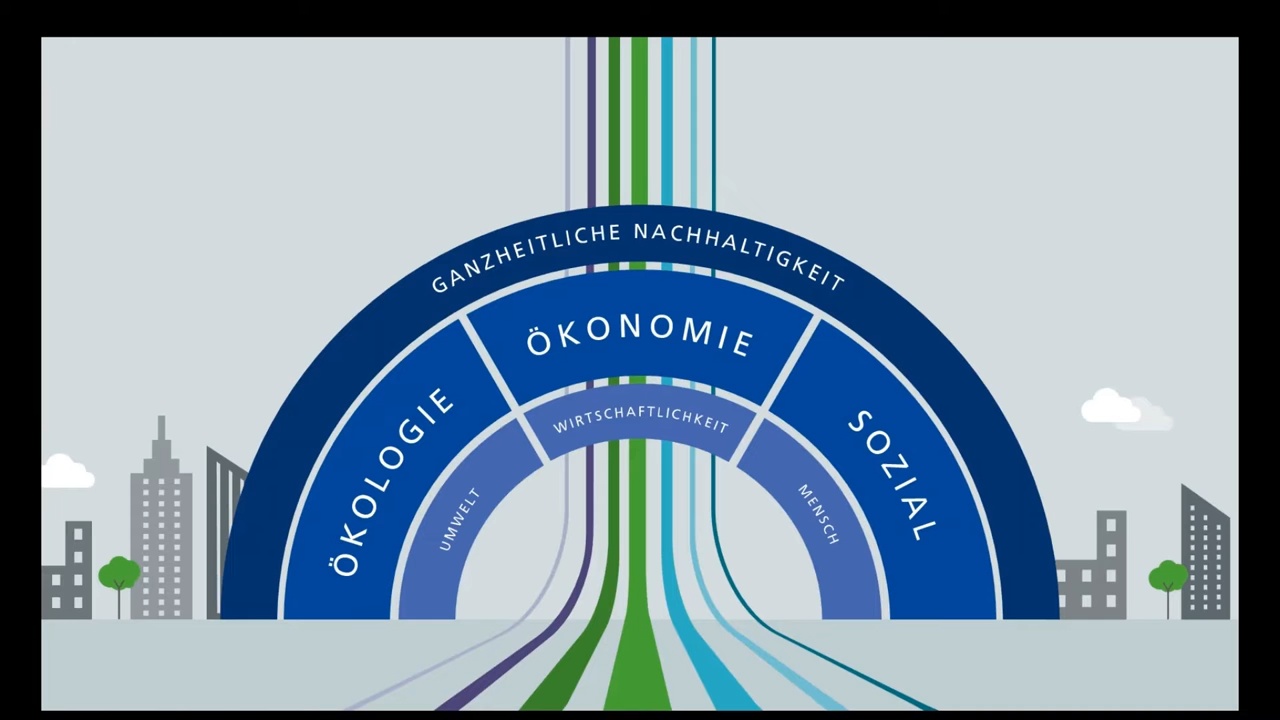 GANZHEITLICHE NACHHALTIGKEIT
ÖKOLOGIE
ÖKONOMIE
SOZIAL
UMWELT
WIRTSCHAFTLICHKEIT
MENSCH